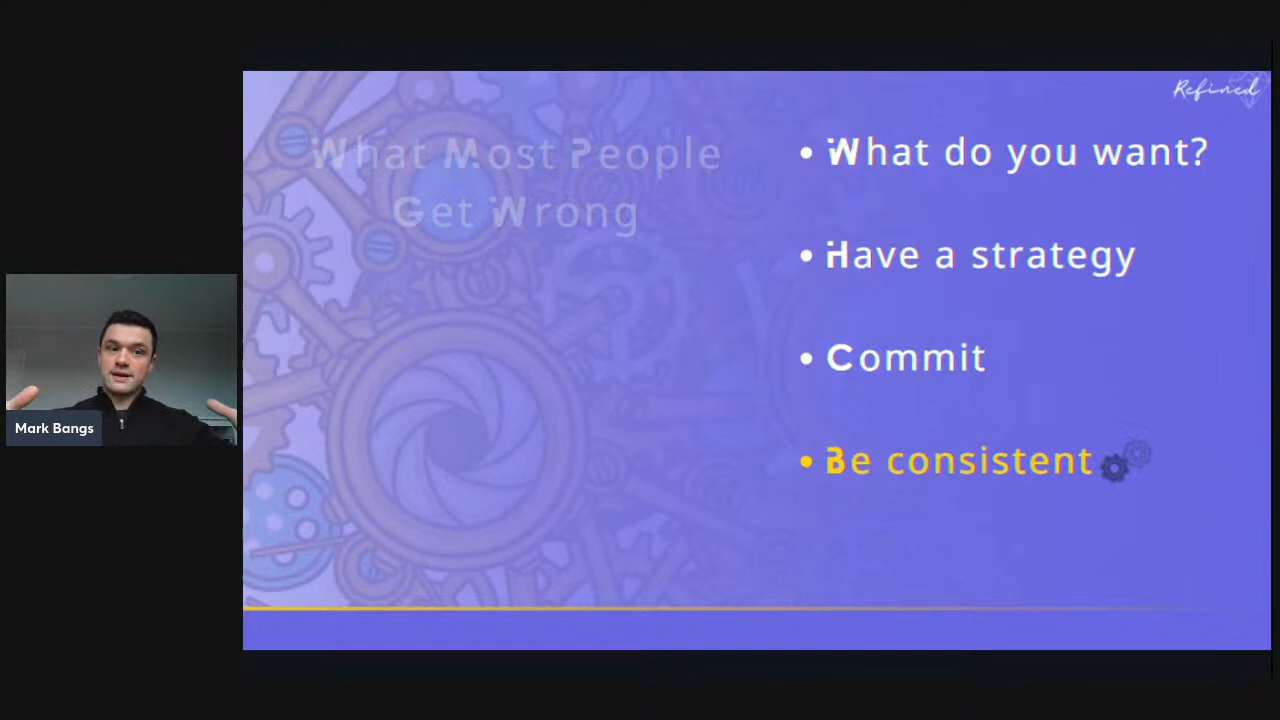 Refined
What Most People
Get Wrong
• What do you want?
• Have a strategy
• Commit
• Be consistent
Mark Bangs